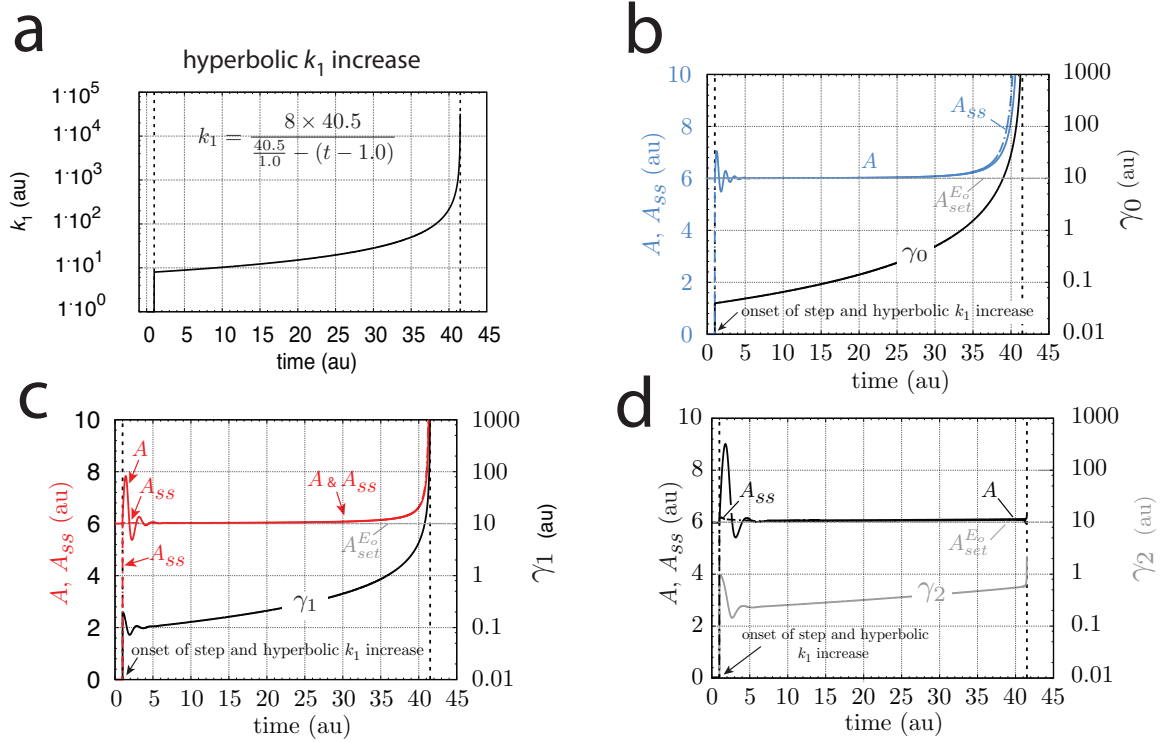 a
hyperbolic k1 increase
k1 (au)
1·10^5
1·10^4
1·10^3
1·10^2
1·10^1
1·10^0
k1 = 8 × 40.5 / (40.5/1.0 − (t − 1.0))
0 5 10 15 20 25 30 35 40 45
time (au)
b
A, Ass (au)
10
8
6
4
2
0
Ass
A
A_set^Eo
γ0
onset of step and hyperbolic k1 increase
1000
100
10
1
0.1
0.01
γ0 (au)
0 5 10 15 20 25 30 35 40 45
time (au)
c
A, Ass (au)
10
8
6
4
2
0
A
Ass
Ass
A & Ass
A_set^Eo
γ1
onset of step and hyperbolic k1 increase
1000
100
10
1
0.1
0.01
γ1 (au)
0 5 10 15 20 25 30 35 40 45
time (au)
d
A, Ass (au)
10
8
6
4
2
0
Ass
A
A_set^Eo
γ2
onset of step and hyperbolic
k1 increase
1000
100
10
1
0.1
0.01
γ2 (au)
0 5 10 15 20 25 30 35 40 45
time (au)